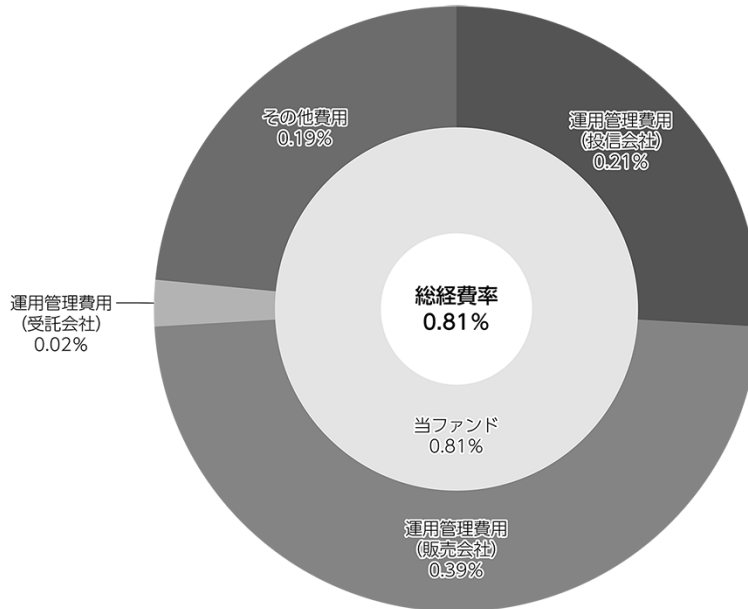 その他費用
0.19%
運用管理費用
(投信会社)
0.21%
運用管理費用
(受託会社)
0.02%
総経費率
0.81%
当ファンド
0.81%
運用管理費用
(販売会社)
0.39%